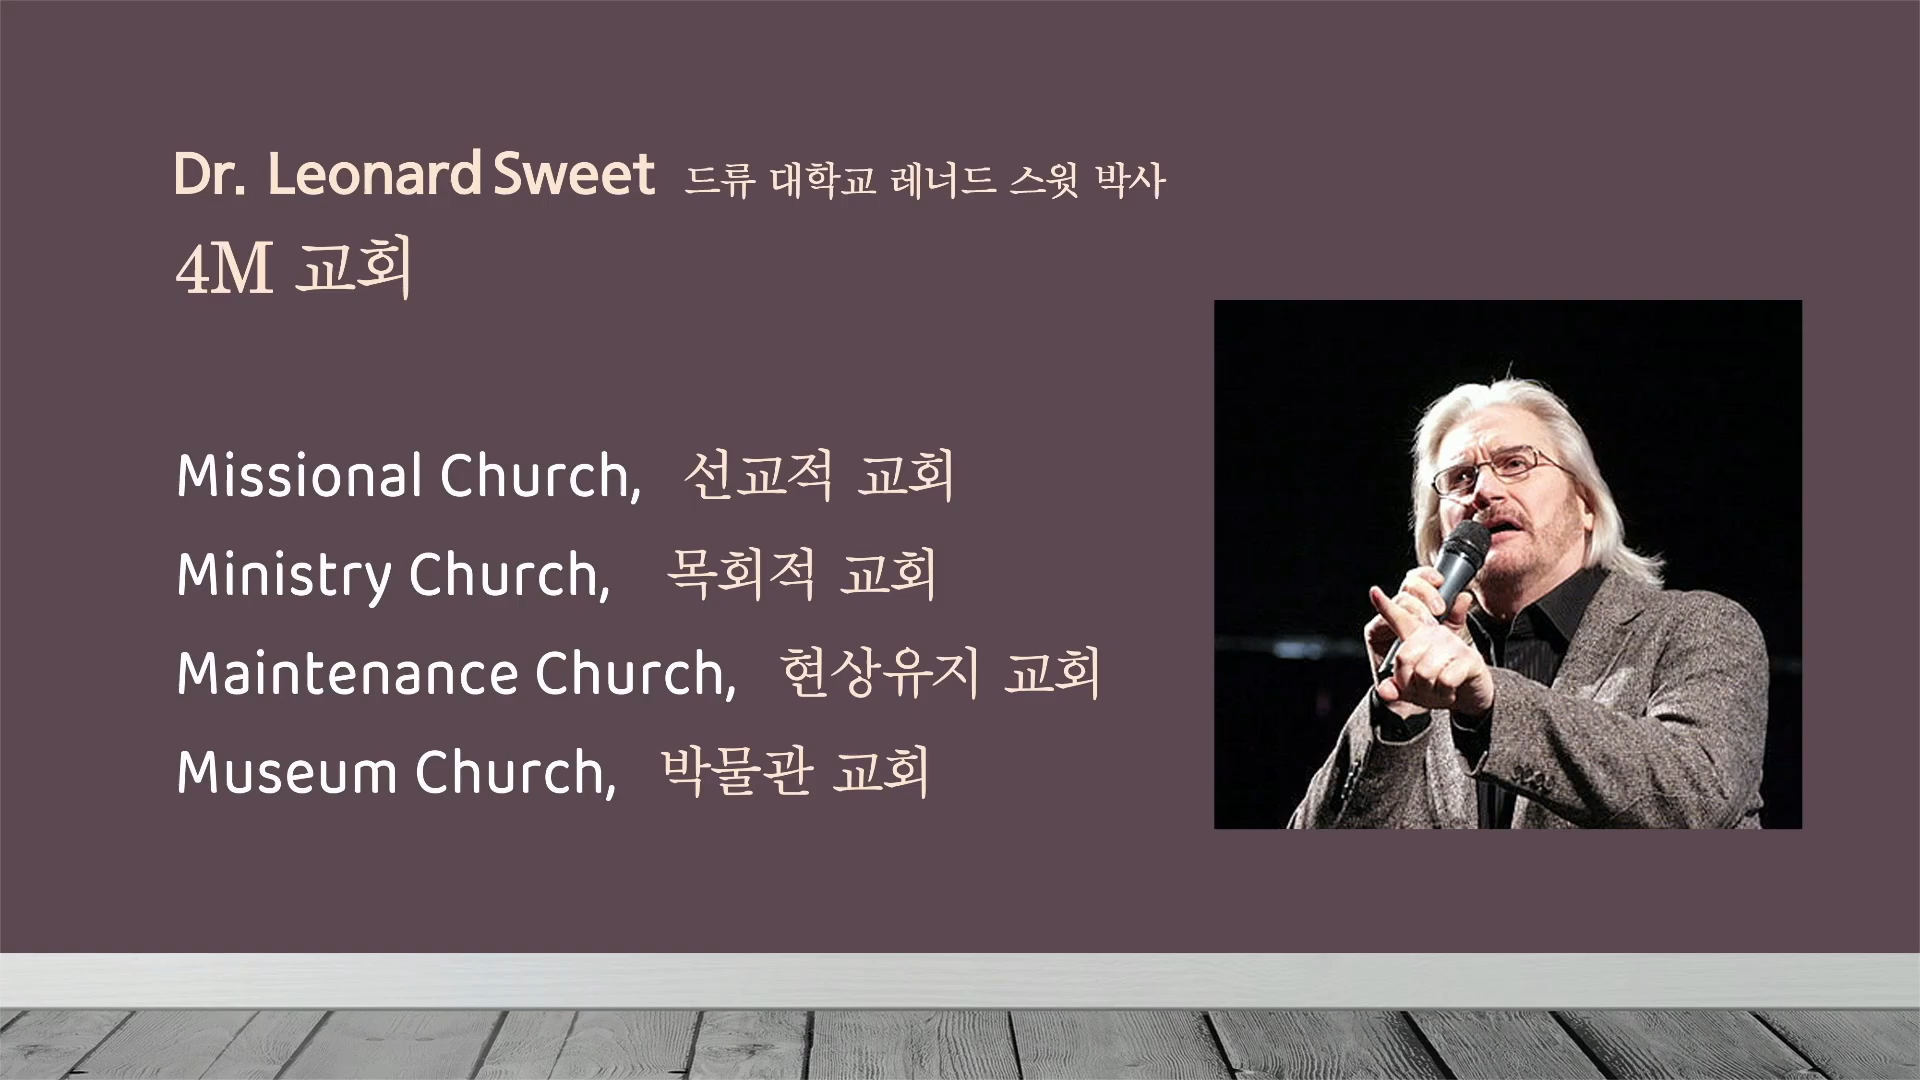 Dr. Leonard Sweet 드류 대학교 레너드 스윗 박사
4M 교회
Missional Church, 선교적 교회
Ministry Church, 목회적 교회
Maintenance Church, 현상유지 교회
Museum Church, 박물관 교회